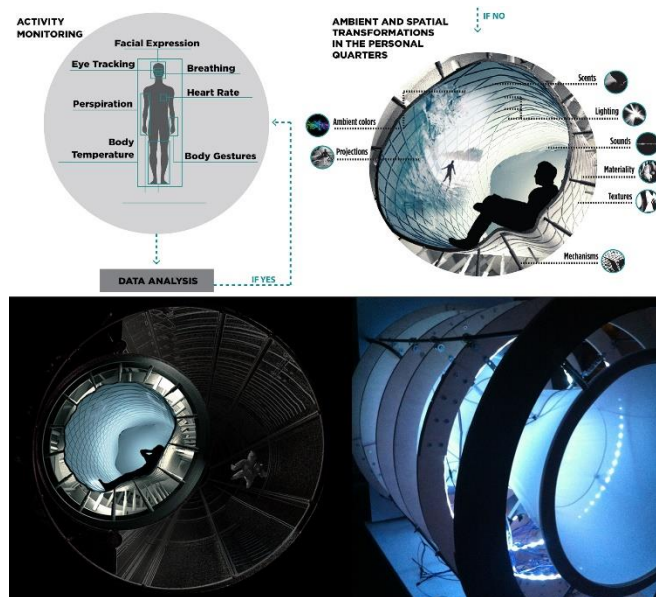 ACTIVITY
MONITORING
Facial Expression
Eye Tracking
Breathing
Heart Rate
Perspiration
Body
Temperature
Body Gestures
DATA ANALYSIS
IF YES
IF NO
AMBIENT AND SPATIAL
TRANSFORMATIONS
IN THE PERSONAL
QUARTERS
Scents
Lighting
Ambient colors
Sounds
Projections
Materiality
Textures
Mechanisms